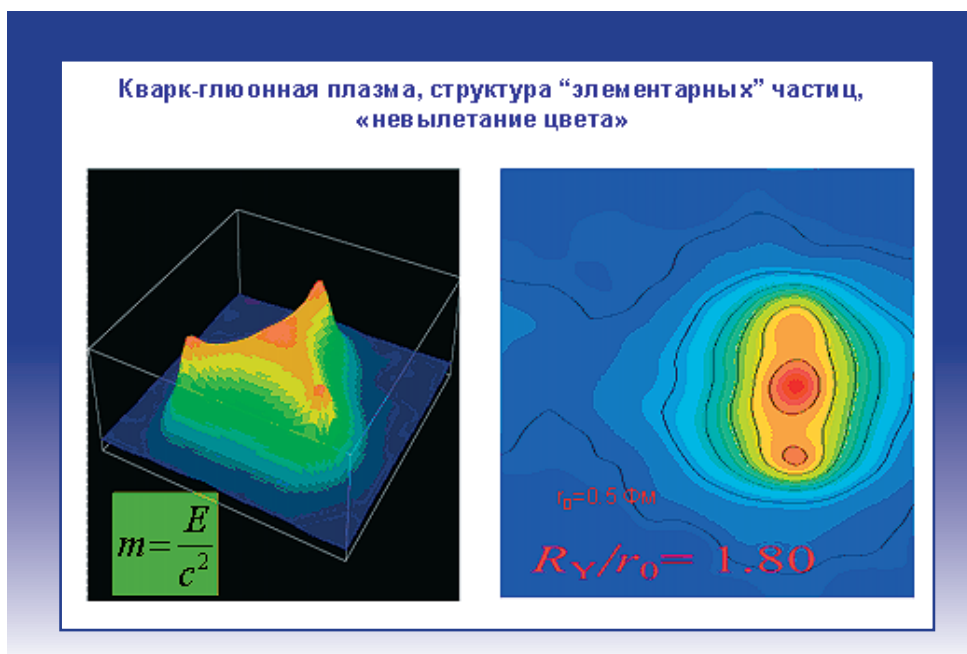 Кварк-глюонная плазма, структура “элементарных” частиц,
«невылетание цвета»
m = E/c²
r₀=0.5 Фм
R_Y/r₀= 1.80